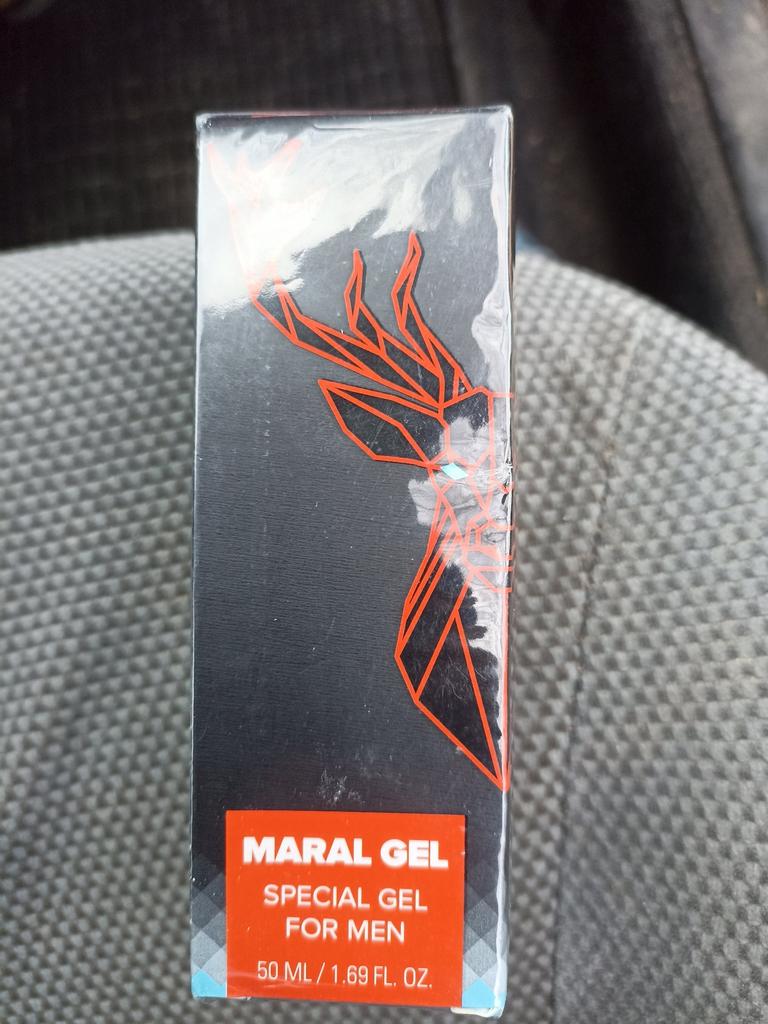 MARAL GEL
SPECIAL GEL
FOR MEN
50 ML / 1.69 FL. OZ.